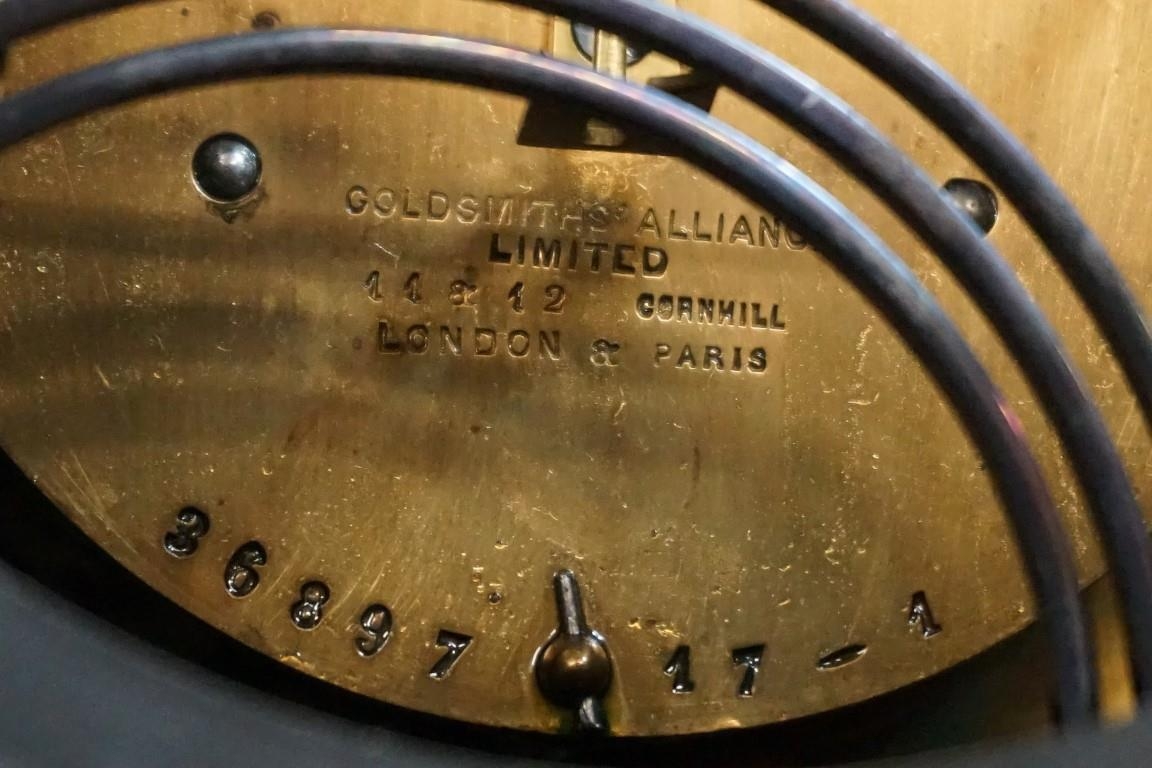 GOLDSMITHS' ALLIANC
LIMITED
11 & 12 CORNHILL
LONDON & PARIS
36897 17-1